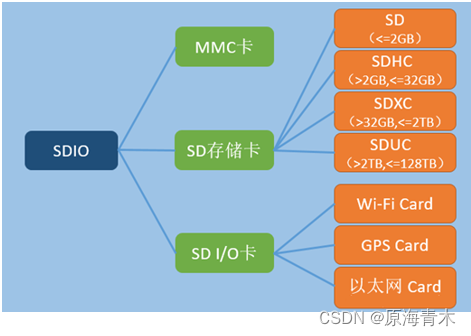 SDIO
MMC卡
SD存储卡
SD
(<=2GB)
SDHC
(>2GB,<=32GB)
SDXC
(>32GB,<=2TB)
SDUC
(>2TB,<=128TB)
SD I/O卡
Wi-Fi Card
GPS Card
以太网 Card
CSDN @原海青木